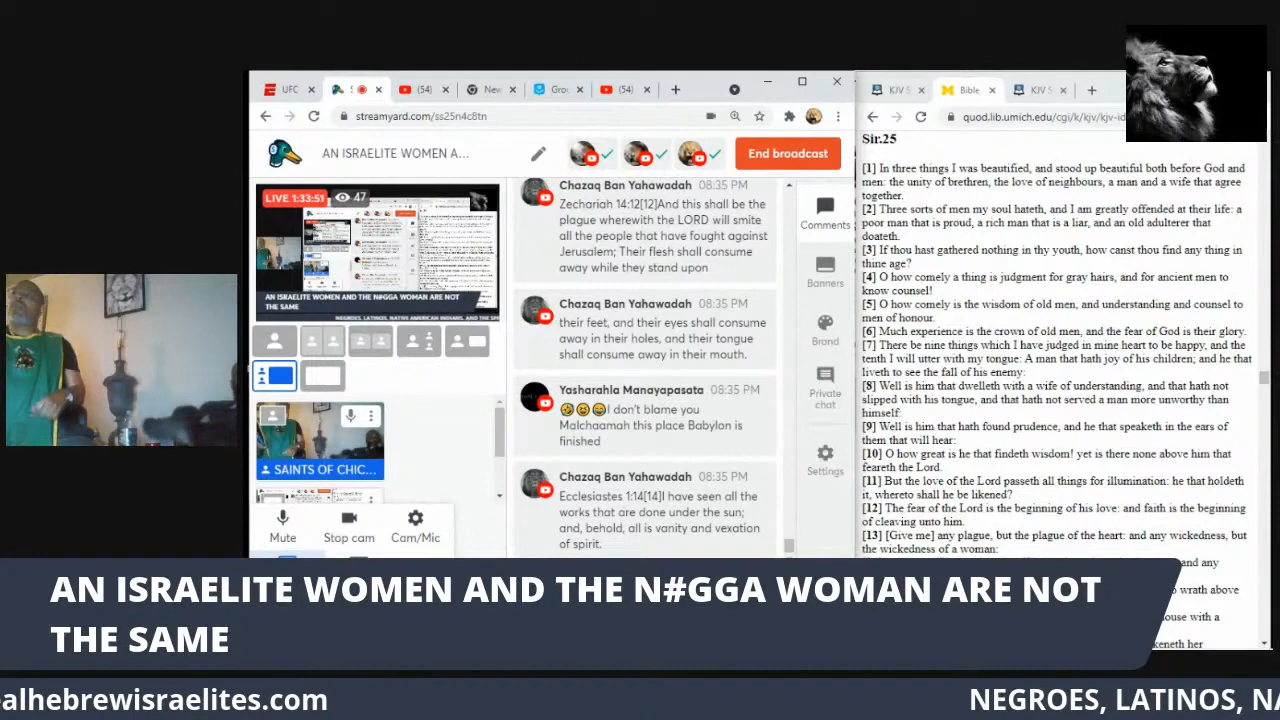 UFC
S
(54)
New
Grou
(54)
streamyard.com/ss25n4c8tn
AN ISRAELITE WOMEN A...
End broadcast
LIVE 1:33:51
47
AN ISRAELITE WOMEN AND THE N#GGA WOMAN ARE NOT
THE SAME
NEGROES, LATINOS, NATIVE AMERICAN INDIANS, AND THE SP
SAINTS OF CHIC...
Mute
Stop cam
Cam/Mic
Chazaq Ban Yahawadah 08:35 PM
Zechariah 14:12[12]And this shall be the
plague wherewith the LORD will smite
all the people that have fought against
Jerusalem; Their flesh shall consume
away while they stand upon
Chazaq Ban Yahawadah 08:35 PM
their feet, and their eyes shall consume
away in their holes, and their tongue
shall consume away in their mouth.
Yasharahla Manayapasata 08:35 PM
🤣😩😂I don't blame you
Malchaamah this place Babylon is
finished
Chazaq Ban Yahawadah 08:35 PM
Ecclesiastes 1:14[14]I have seen all the
works that are done under the sun;
and, behold, all is vanity and vexation
of spirit.
Comments
Banners
Brand
Private
chat
Settings
KJV S
Bible
KJV S
quod.lib.umich.edu/cgi/k/kjv/kjv-id
Sir.25
[1] In three things I was beautified, and stood up beautiful both before God and
men: the unity of brethren, the love of neighbours, a man and a wife that agree
together.
[2] Three sorts of men my soul hateth, and I am greatly offended at their life: a
poor man that is proud, a rich man that is a liar, and an old adulterer that
doateth.
[3] If thou hast gathered nothing in thy youth, how canst thou find any thing in
thine age?
[4] O how comely a thing is judgment for gray hairs, and for ancient men to
know counsel!
[5] O how comely is the wisdom of old men, and understanding and counsel to
men of honour.
[6] Much experience is the crown of old men, and the fear of God is their glory.
[7] There be nine things which I have judged in mine heart to be happy, and the
tenth I will utter with my tongue: A man that hath joy of his children; and he that
liveth to see the fall of his enemy:
[8] Well is him that dwelleth with a wife of understanding, and that hath not
slipped with his tongue, and that hath not served a man more unworthy than
himself:
[9] Well is him that hath found prudence, and he that speaketh in the ears of
them that will hear:
[10] O how great is he that findeth wisdom! yet is there none above him that
feareth the Lord.
[11] But the love of the Lord passeth all things for illumination: he that holdeth
it, whereto shall he be likened?
[12] The fear of the Lord is the beginning of his love: and faith is the beginning
of cleaving unto him.
[13] [Give me] any plague, but the plague of the heart: and any wickedness, but
the wickedness of a woman:
and any
wrath above
ouse with a
keneth her
AN ISRAELITE WOMEN AND THE N#GGA WOMAN ARE NOT
THE SAME
ealhebrewisraelites.com
NEGROES, LATINOS, NA